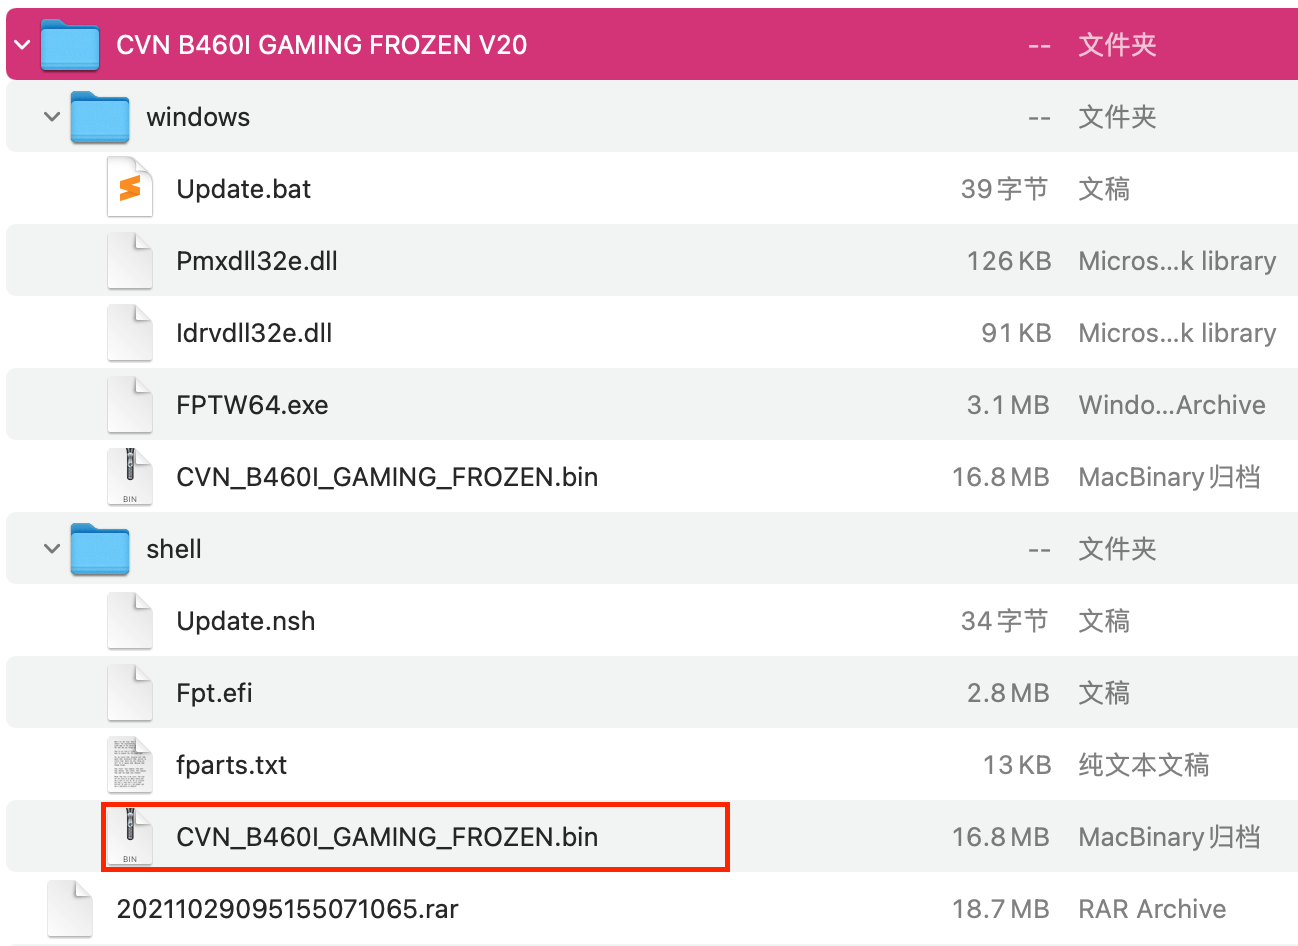 CVN B460I GAMING FROZEN V20 -- 文件夹
windows -- 文件夹
Update.bat 39字节 文稿
Pmxdll32e.dll 126 KB Micros...k library
Idrvdll32e.dll 91 KB Micros...k library
FPTW64.exe 3.1 MB Windo...Archive
BIN CVN_B460I_GAMING_FROZEN.bin 16.8 MB MacBinary归档
shell -- 文件夹
Update.nsh 34字节 文稿
Fpt.efi 2.8 MB 文稿
fparts.txt 13 KB 纯文本文稿
BIN CVN_B460I_GAMING_FROZEN.bin 16.8 MB MacBinary归档
20211029095155071065.rar 18.7 MB RAR Archive